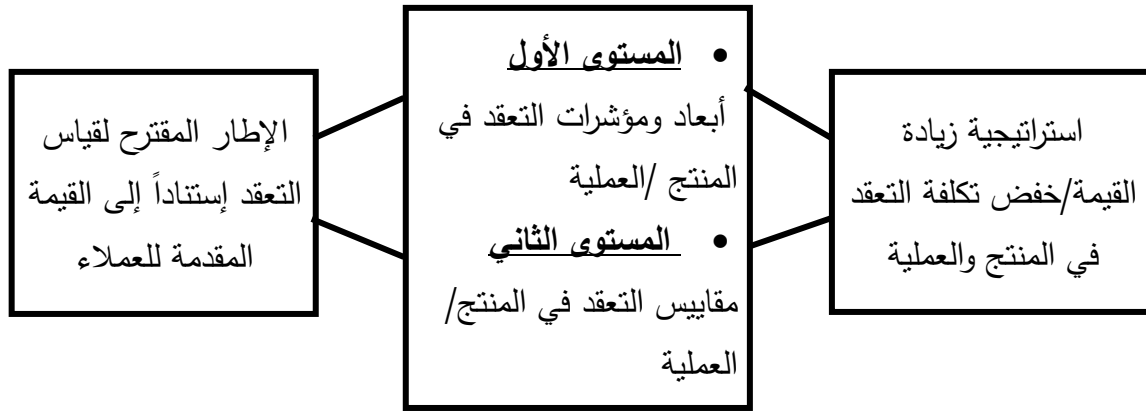 استراتيجية زيادة
القيمة/خفض تكلفة التعقد
في المنتج والعملية
• المستوى الأول
أبعاد ومؤشرات التعقد في
المنتج /العملية
• المستوى الثاني
مقاييس التعقد في المنتج/
العملية
الإطار المقترح لقياس
التعقد إستناداً إلى القيمة
المقدمة للعملاء